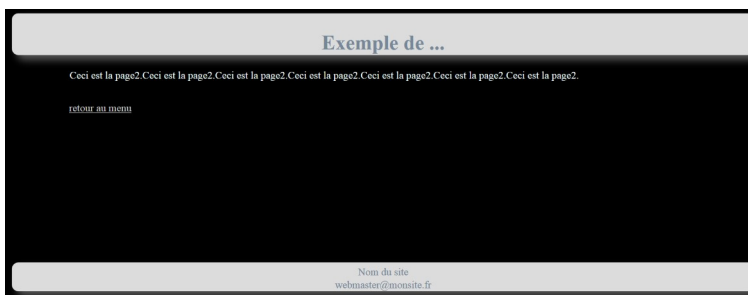 Exemple de ...
Ceci est la page2.Ceci est la page2.Ceci est la page2.Ceci est la page2.Ceci est la page2.Ceci est la page2.Ceci est la page2.
retour au menu
Nom du site
webmaster@monsite.fr